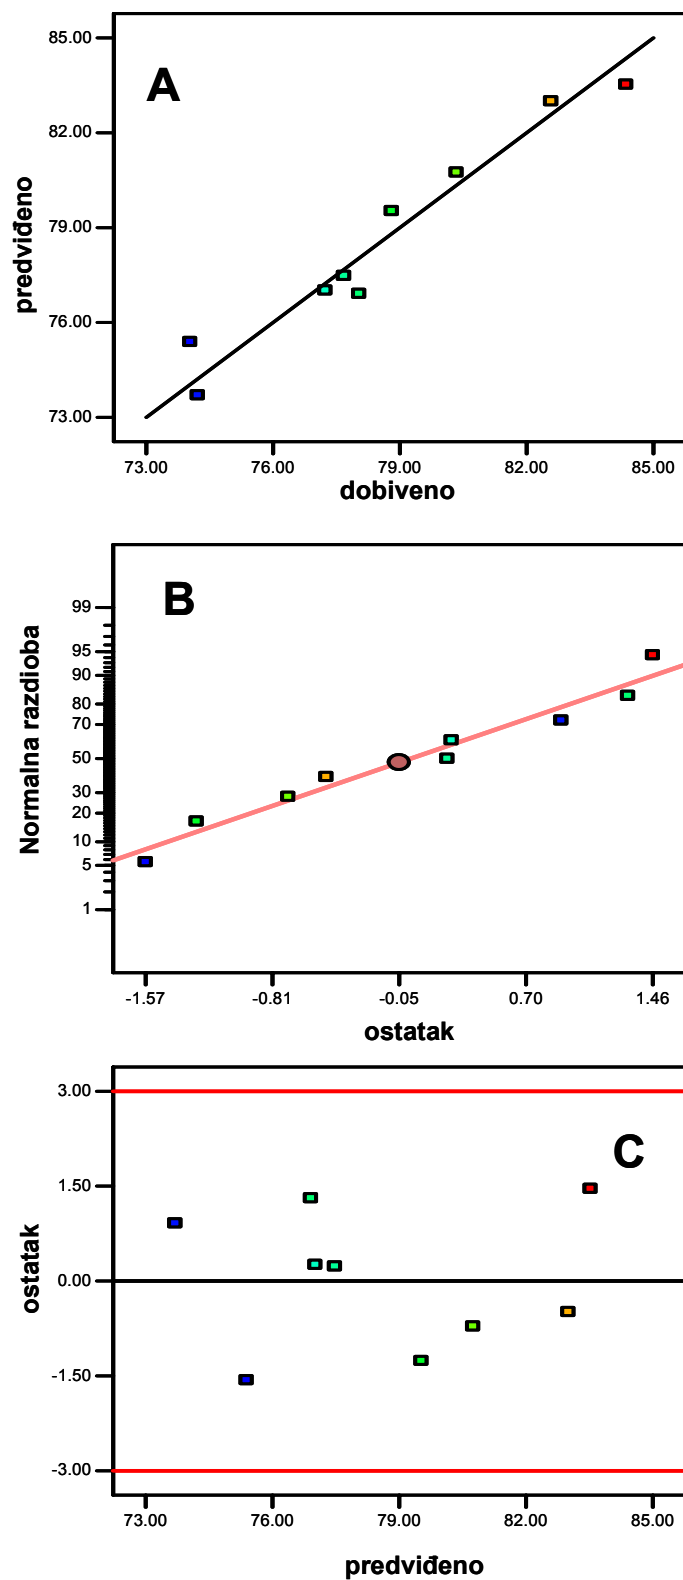 A
85.00
82.00
79.00
76.00
73.00
predviđeno
73.00 76.00 79.00 82.00 85.00
dobiveno
B
99
95
90
80
70
50
30
20
10
5
1
Normalna razdioba
-1.57 -0.81 -0.05 0.70 1.46
ostatak
C
3.00
1.50
0.00
-1.50
-3.00
ostatak
73.00 76.00 79.00 82.00 85.00
predviđeno